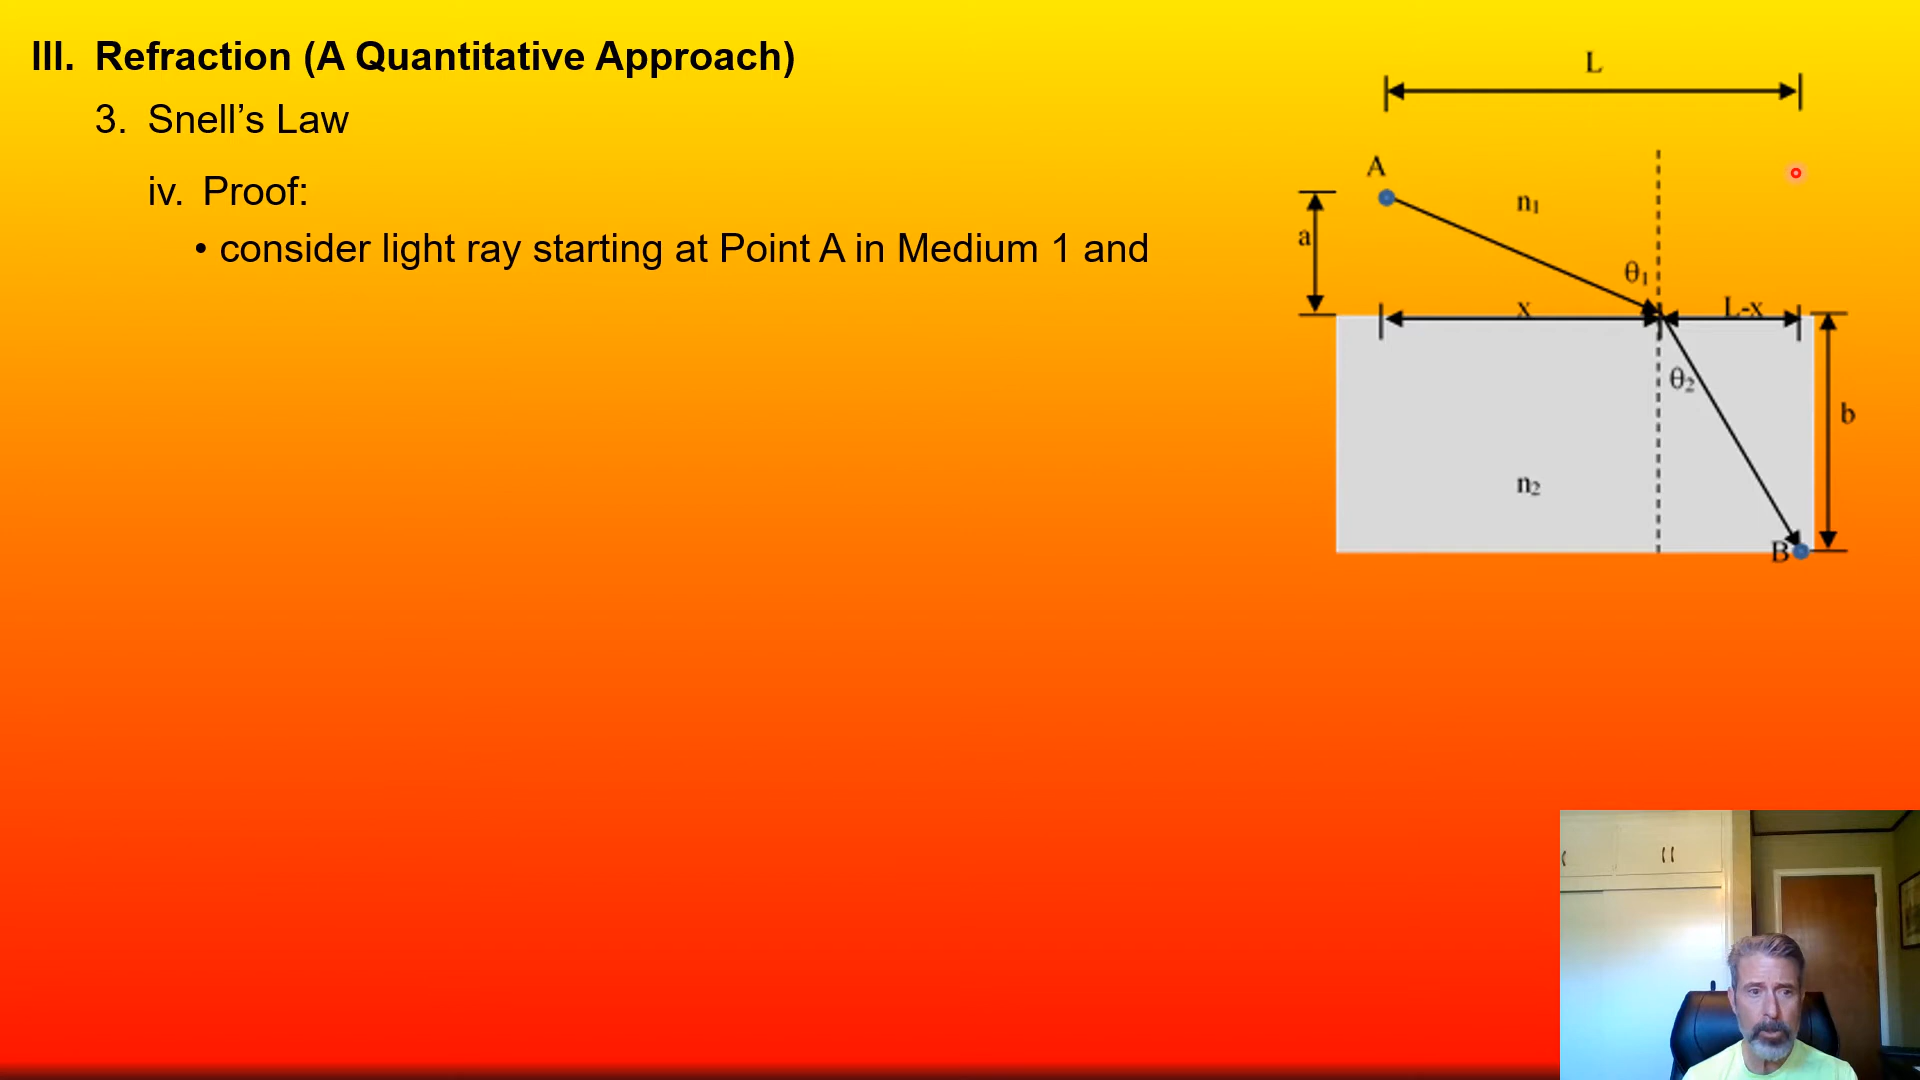 III. Refraction (A Quantitative Approach)
3. Snell’s Law
iv. Proof:
• consider light ray starting at Point A in Medium 1 and
L
A
n₁
a
θ₁
x
L-x
θ₂
b
n₂
B